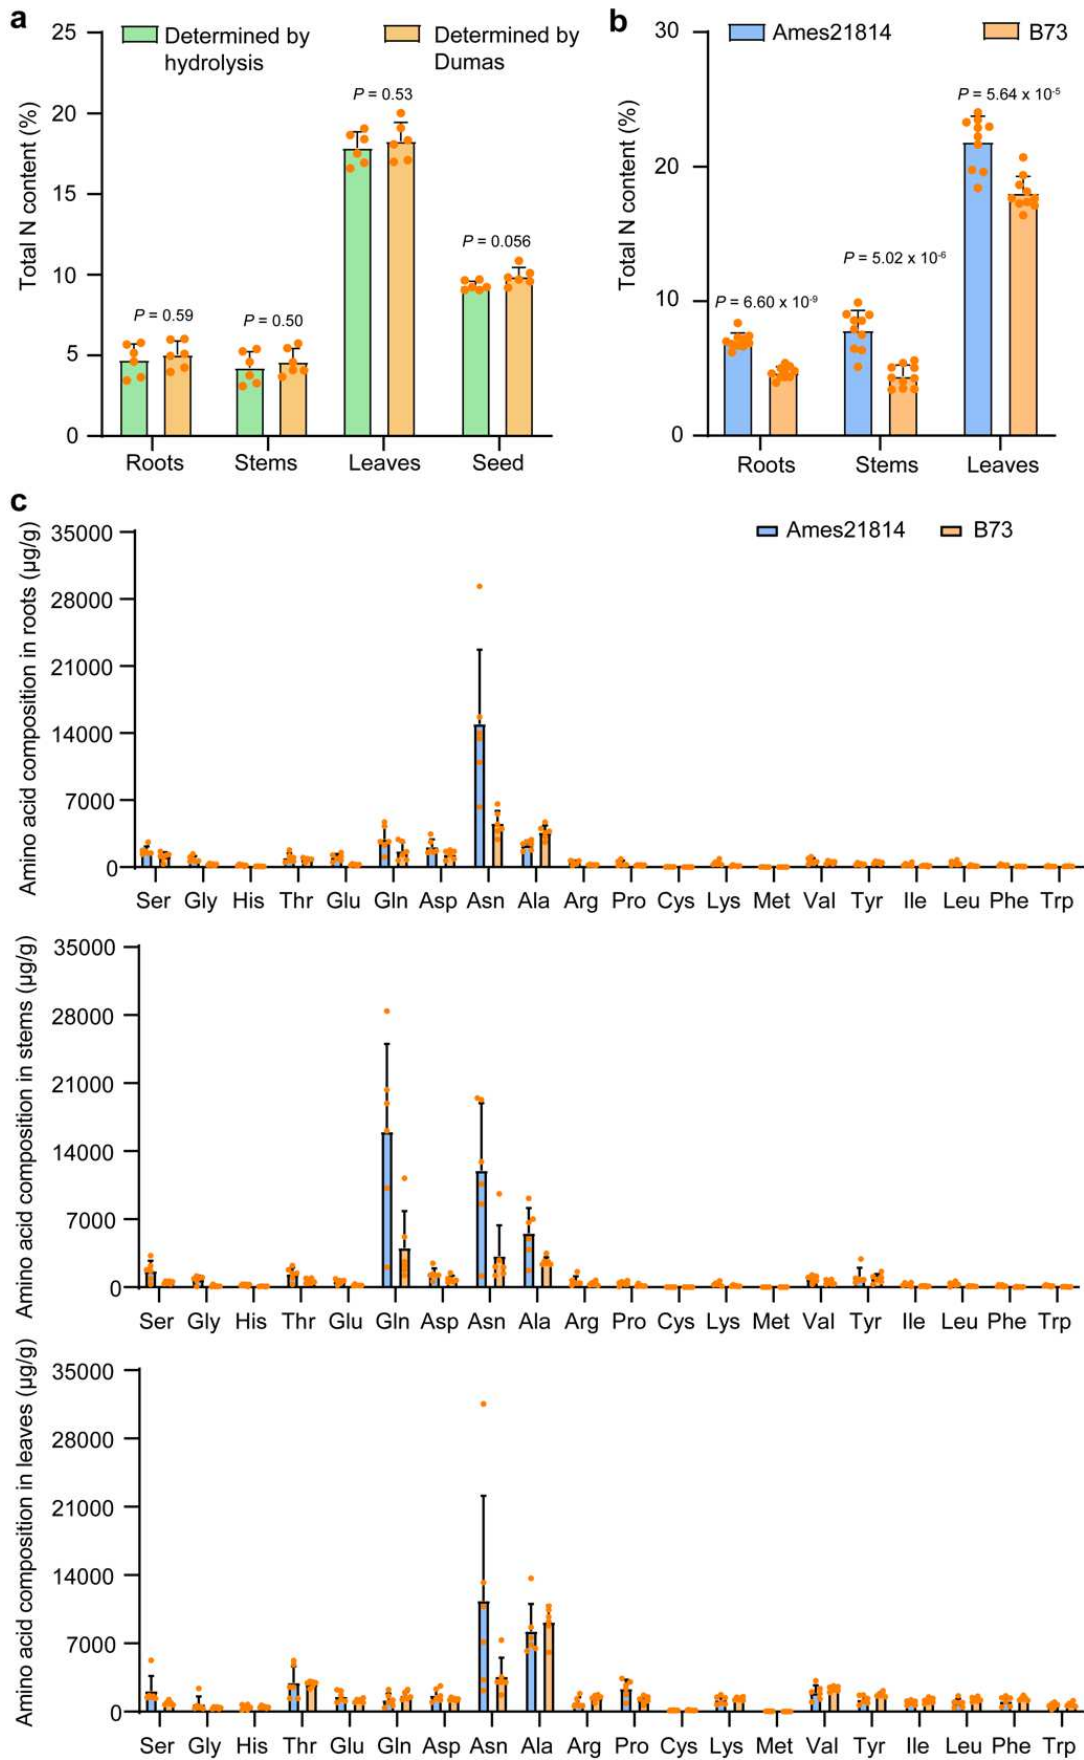 a
25
20
15
10
5
0
Total N content (%)
Determined by
hydrolysis
Determined by
Dumas
P = 0.59
P = 0.50
P = 0.53
P = 0.056
Roots Stems Leaves Seed
b
30
20
10
0
Total N content (%)
Ames21814 B73
P = 6.60 x 10⁻⁹
P = 5.02 x 10⁻⁶
P = 5.64 x 10⁻⁵
Roots Stems Leaves
c
Amino acid composition in roots (µg/g)
35000
28000
21000
14000
7000
0
Ames21814 B73
Ser Gly His Thr Glu Gln Asp Asn Ala Arg Pro Cys Lys Met Val Tyr Ile Leu Phe Trp
Amino acid composition in stems (µg/g)
35000
28000
21000
14000
7000
0
Ser Gly His Thr Glu Gln Asp Asn Ala Arg Pro Cys Lys Met Val Tyr Ile Leu Phe Trp
Amino acid composition in leaves (µg/g)
35000
28000
21000
14000
7000
0
Ser Gly His Thr Glu Gln Asp Asn Ala Arg Pro Cys Lys Met Val Tyr Ile Leu Phe Trp